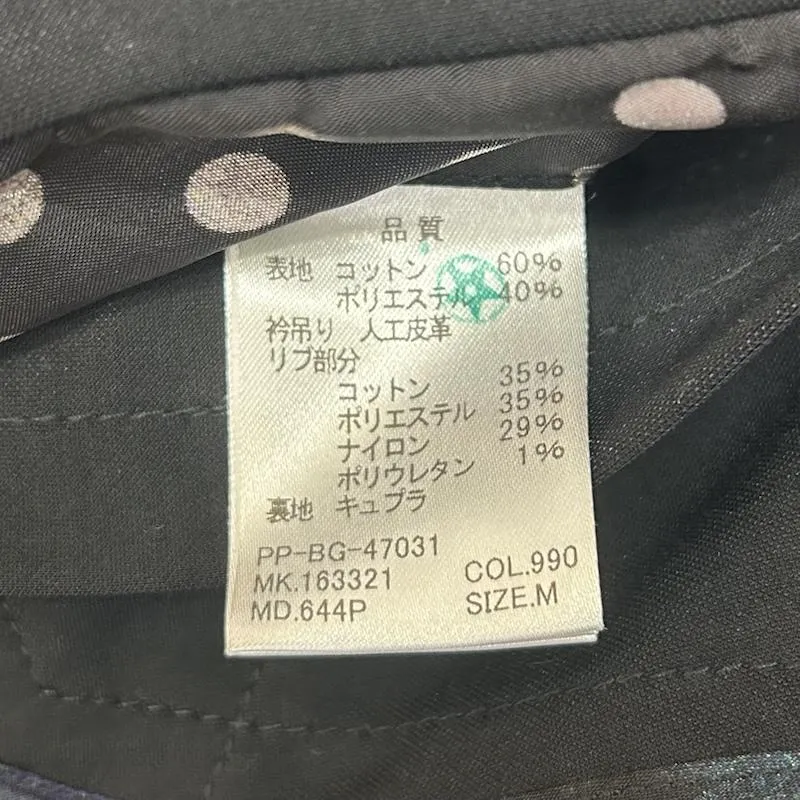 品質
表地 コットン 60%
ポリエステル 40%
衿吊り 人工皮革
リブ部分
コットン 35%
ポリエステル 35%
ナイロン 29%
ポリウレタン 1%
裏地 キュプラ
PP-BG-47031
MK.163321 COL.990
MD.644P SIZE.M